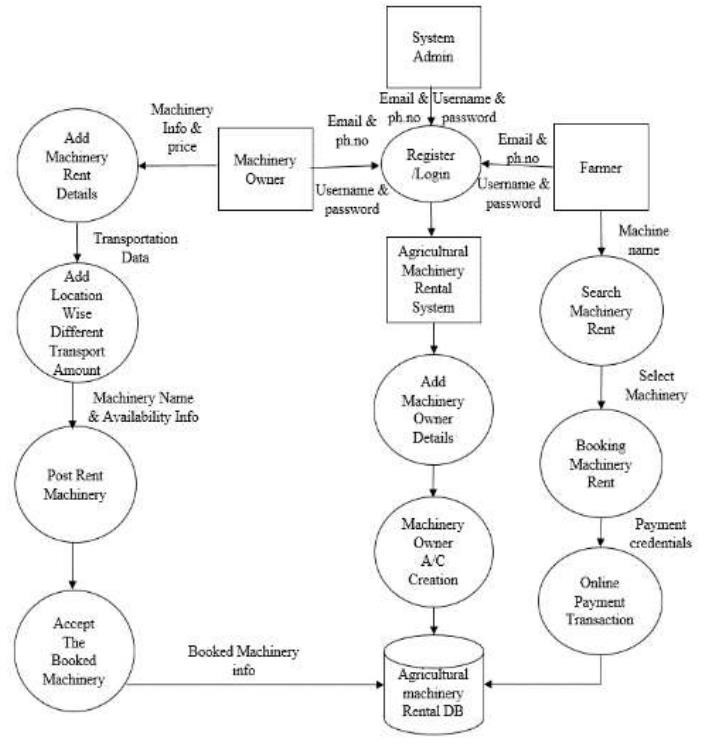 System
Admin
Email &
ph.no
Username &
password
Machinery
Info &
price
Email &
ph.no
Email &
ph.no
Add
Machinery
Rent
Details
Machinery
Owner
Register
/Login
Farmer
Username &
password
Username &
password
Transportation
Data
Machine
name
Agricultural
Machinery
Rental
System
Add
Location
Wise
Different
Transport
Amount
Search
Machinery
Rent
Add
Machinery
Owner
Details
Select
Machinery
Machinery Name
& Availability Info
Booking
Machinery
Rent
Post Rent
Machinery
Machinery
Owner
A/C
Creation
Payment
credentials
Online
Payment
Transaction
Accept
The
Booked
Machinery
Booked Machinery
info
Agricultural
machinery
Rental DB